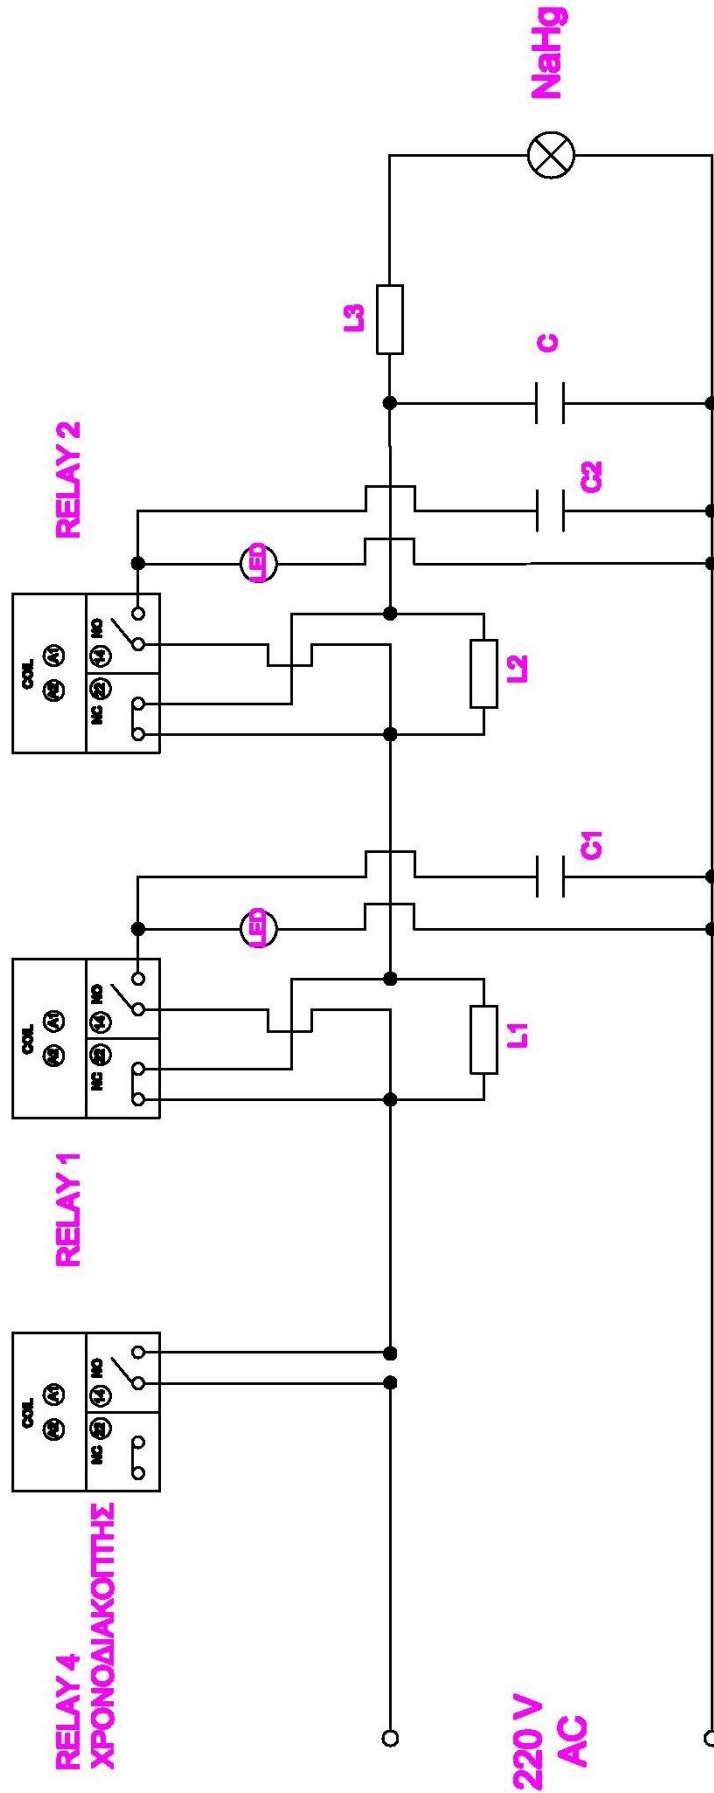 RELAY 4
ΧΡΟΝΟΔΙΑΚΟΠΤΗΣ
COIL
A2 A1
NC 22 14 NO
RELAY 1
COIL
A2 A1
NC 22 14 NO
LED
RELAY 2
COIL
A2 A1
NC 22 14 NO
LED
L1
C1
L2
C2
L3
C
NaHg
220 V
AC